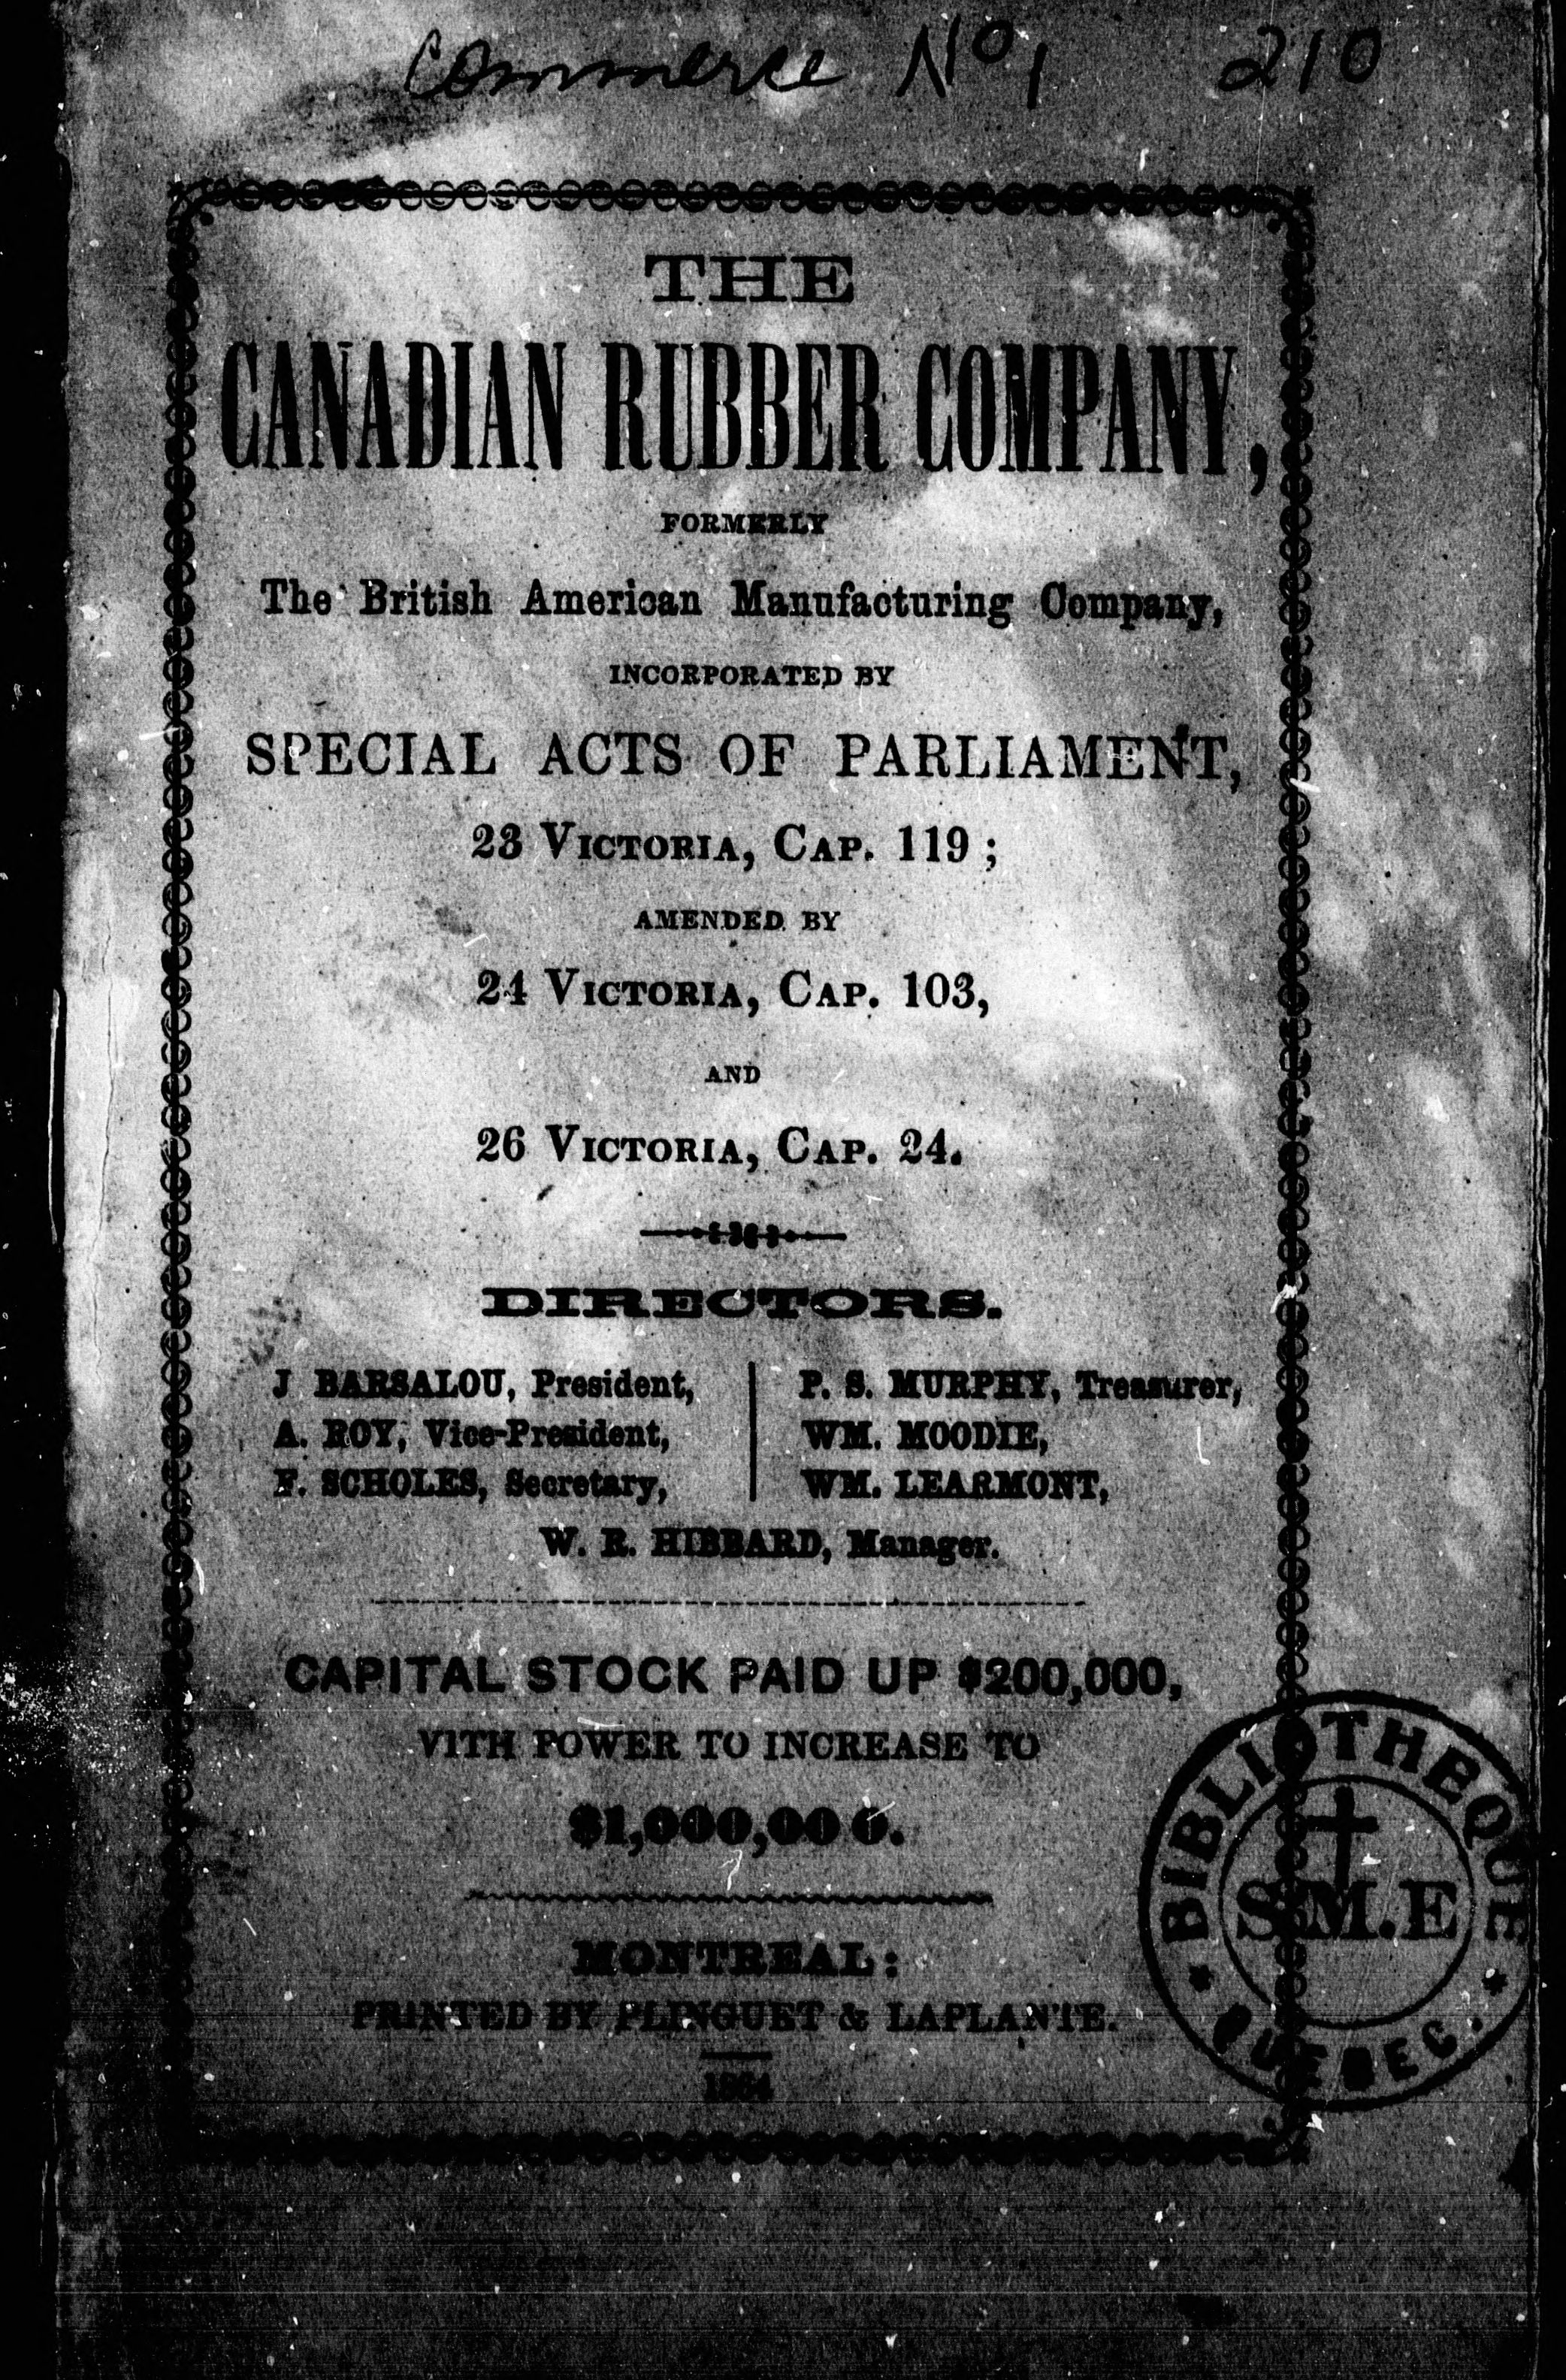 Commerce No 1 210
THE
CANADIAN RUBBER COMPANY,
FORMERLY
The British American Manufacturing Company,
INCORPORATED BY
SPECIAL ACTS OF PARLIAMENT,
23 VICTORIA, CAP. 119 ;
AMENDED BY
24 VICTORIA, CAP. 103,
AND
26 VICTORIA, CAP. 24.
DIRECTORS.
J BARSALOU, President,
A. ROY, Vice-President,
F. SCHOLES, Secretary,
P. S. MURPHY, Treasurer,
WM. MOODIE,
WM. LEARMONT,
W. R. HIBBARD, Manager.
CAPITAL STOCK PAID UP $200,000,
WITH POWER TO INCREASE TO
$1,000,000.
MONTREAL :
PRINTED BY PLINGUET & LAPLANTE.
1864
BIBLIOTHEQUE
S.M.E
QUEBEC.